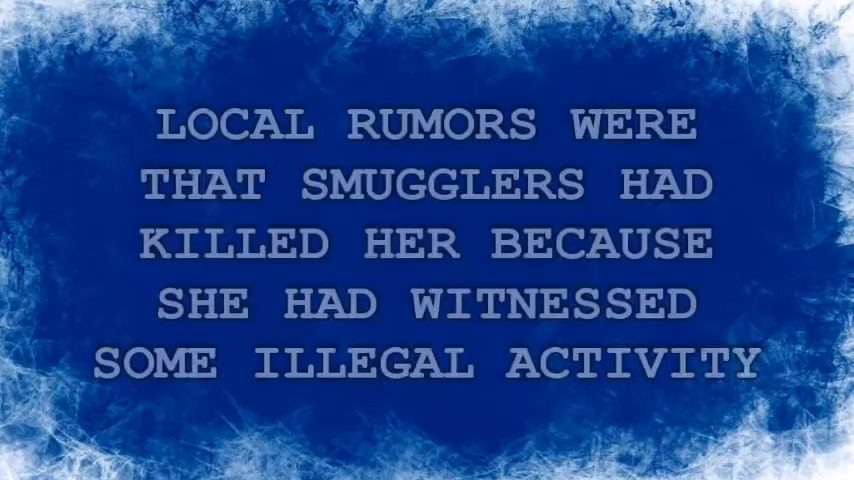 LOCAL RUMORS WERE
THAT SMUGGLERS HAD
KILLED HER BECAUSE
SHE HAD WITNESSED
SOME ILLEGAL ACTIVITY